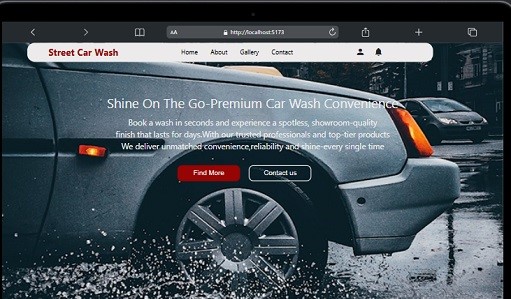 AA http://localhost:5173
Street Car Wash Home About Gallery Contact
Shine On The Go-Premium Car Wash Convenience
Book a wash in seconds and experience a spotless, showroom-quality
finish that lasts for days.With our trusted professionals and top-tier products
We deliver unmatched convenience,reliability and shine-every single time
Find More Contact us